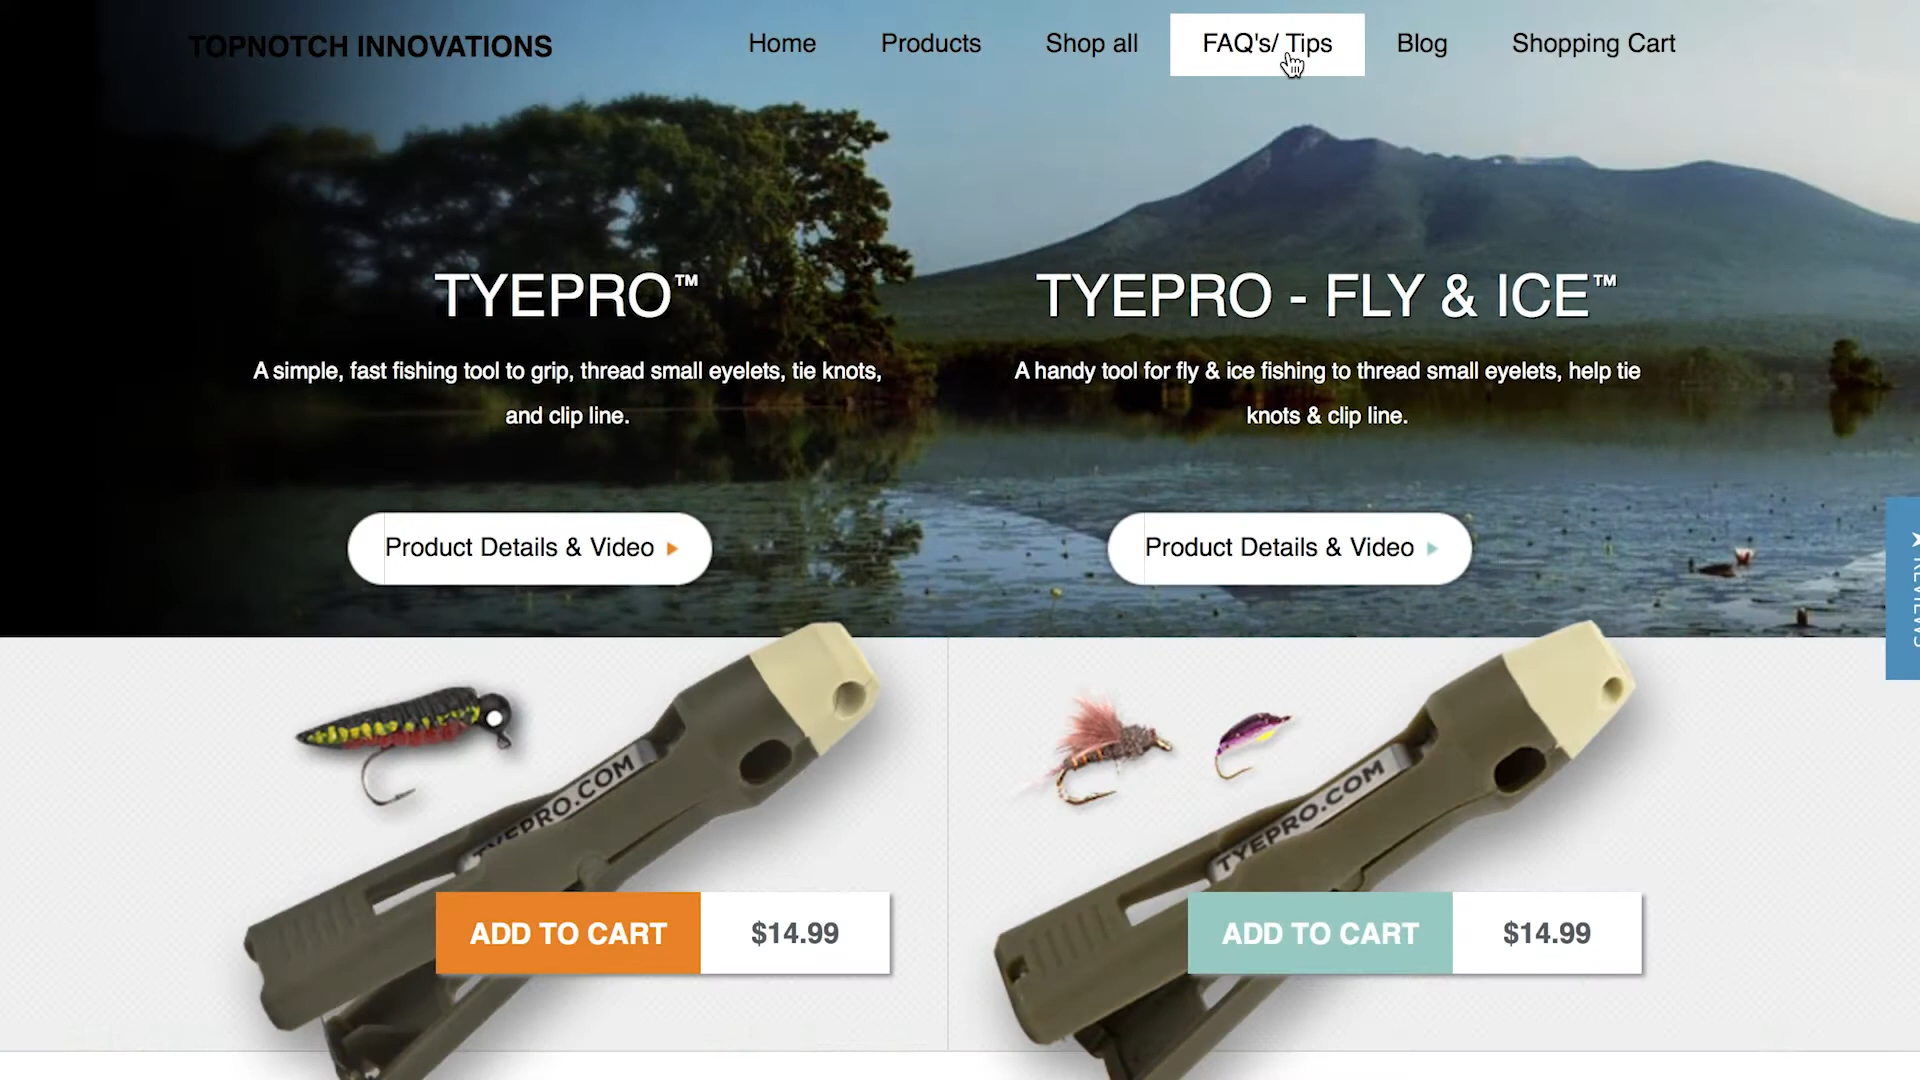 TOPNOTCH INNOVATIONS
Home
Products
Shop all
FAQ's/ Tips
Blog
Shopping Cart
TYEPRO™
A simple, fast fishing tool to grip, thread small eyelets, tie knots,
and clip line.
Product Details & Video
TYEPRO - FLY & ICE™
A handy tool for fly & ice fishing to thread small eyelets, help tie
knots & clip line.
Product Details & Video
★ REVIEWS
TYEPRO.COM
ADD TO CART
$14.99
TYEPRO.COM
ADD TO CART
$14.99